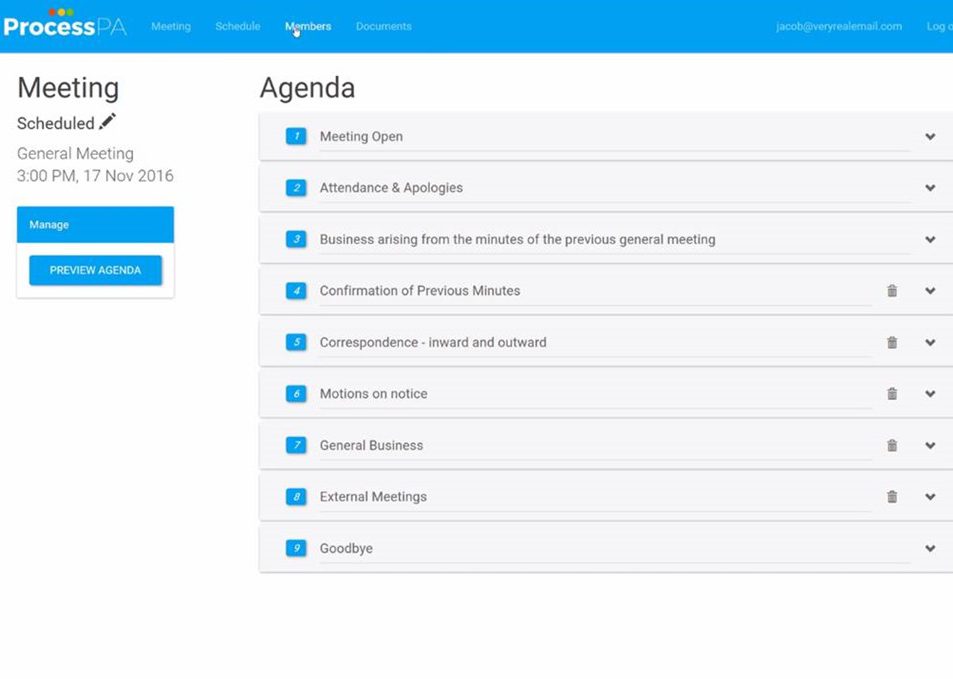 ProcessPA Meeting Schedule Members Documents jacob@veryrealemail.com Log
Meeting
Scheduled
General Meeting
3:00 PM, 17 Nov 2016
Manage
PREVIEW AGENDA
Agenda
1 Meeting Open
2 Attendance & Apologies
3 Business arising from the minutes of the previous general meeting
4 Confirmation of Previous Minutes
5 Correspondence - inward and outward
6 Motions on notice
7 General Business
8 External Meetings
9 Goodbye